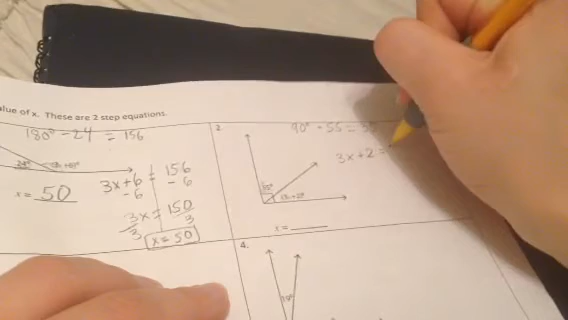 alue of x. These are 2 step equations.
180° - 24 = 156
24°
x = 50
3x+6 = 156
-6 -6
3x = 150
3 3
x = 50
2.
90° - 55 =
3x+2 =
x =
4.